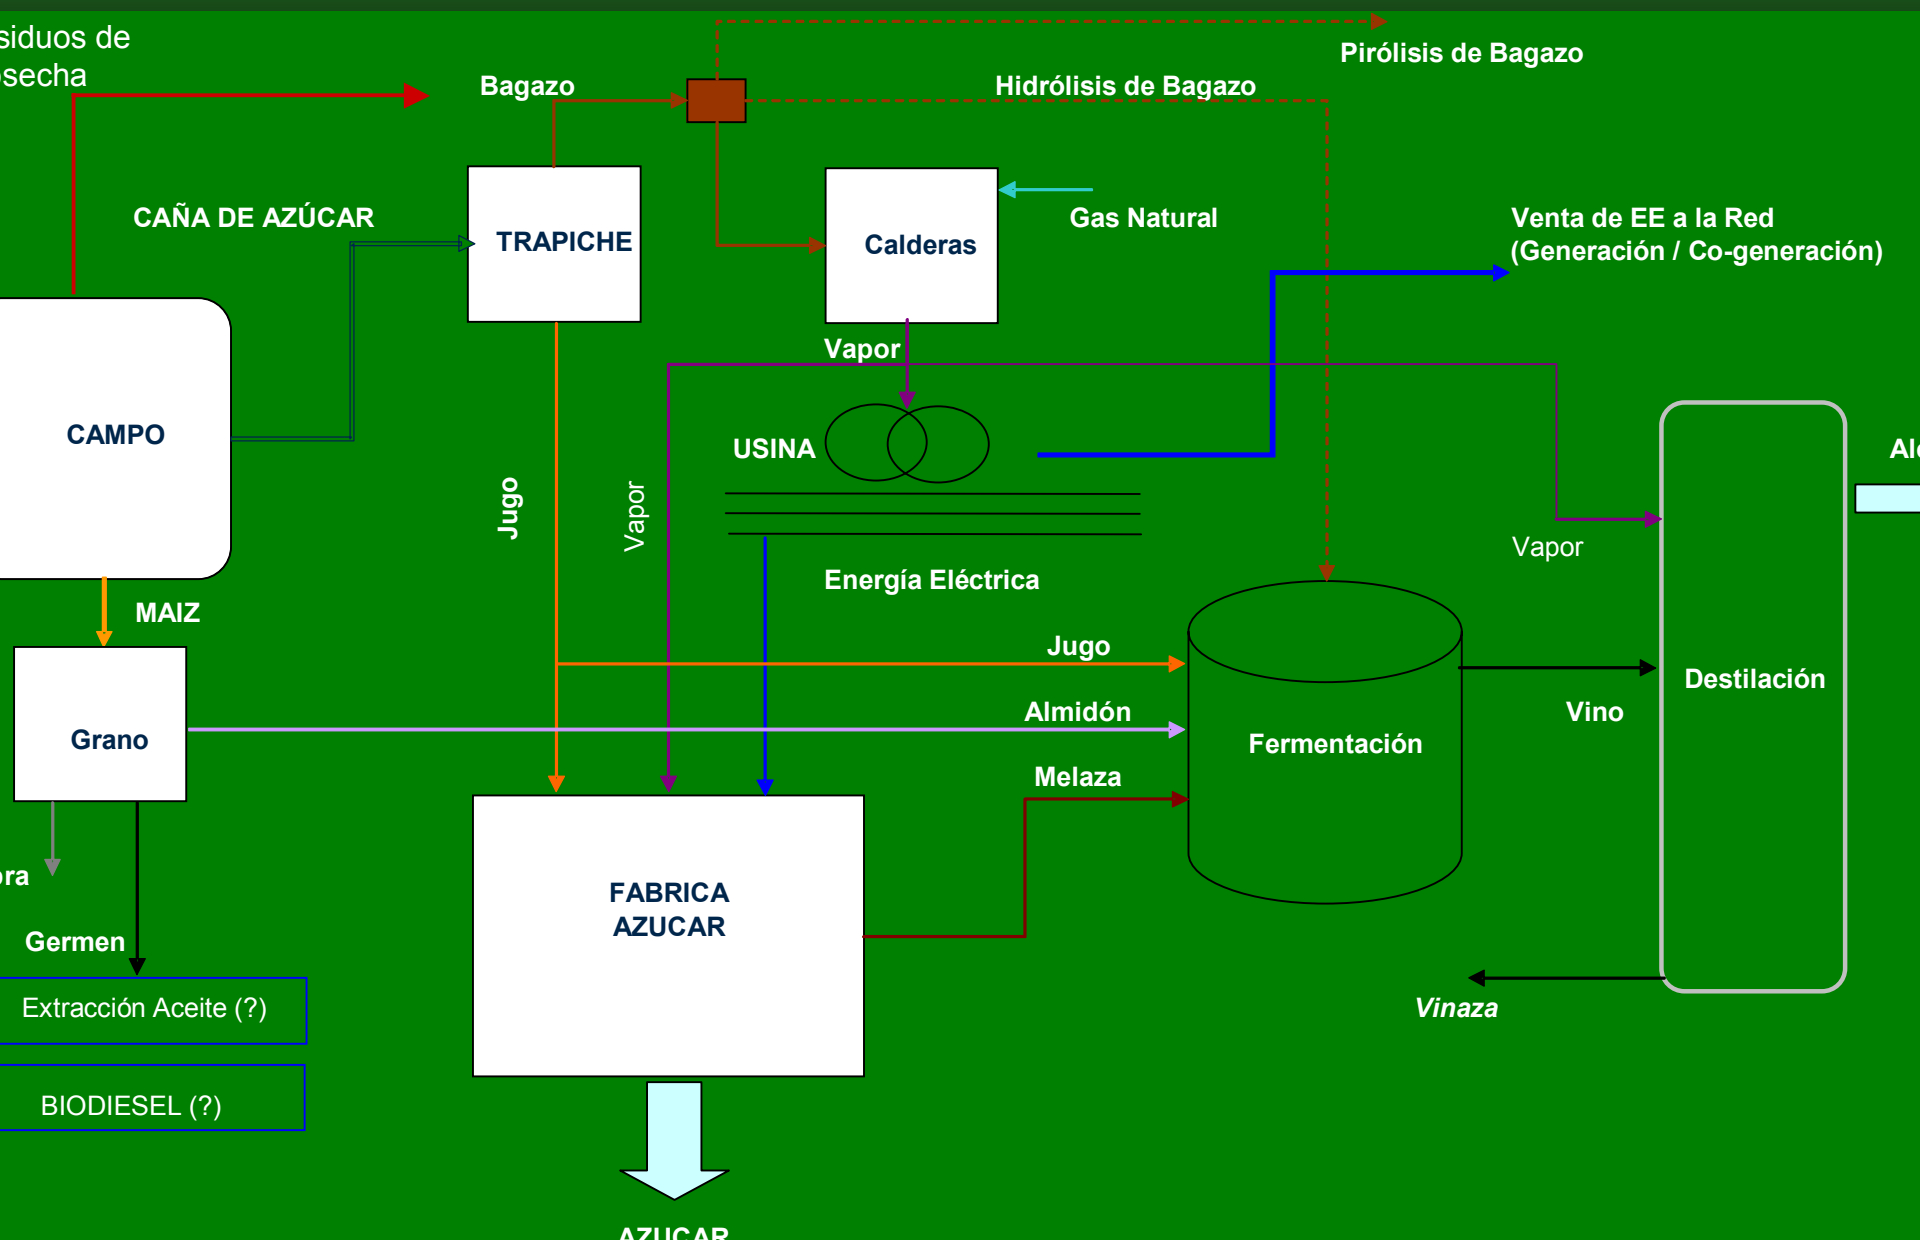 siduos de
osecha
Pirólisis de Bagazo
Bagazo
Hidrólisis de Bagazo
CAÑA DE AZÚCAR
TRAPICHE
Calderas
Gas Natural
Venta de EE a la Red
(Generación / Co-generación)
Vapor
CAMPO
USINA
Jugo
Vapor
Vapor
Energía Eléctrica
MAIZ
Jugo
Almidón
Melaza
Grano
Fermentación
Vino
Destilación
ora
Germen
FABRICA
AZUCAR
Extracción Aceite (?)
Vinaza
BIODIESEL (?)
AZUCAR